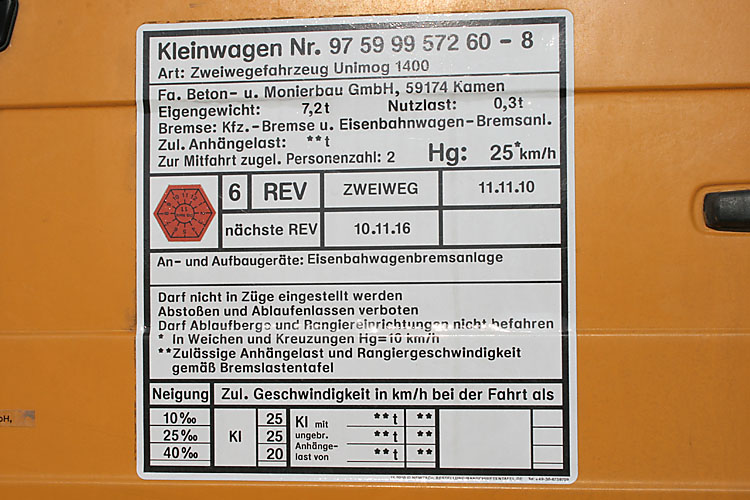 Kleinwagen Nr. 97 59 99 572 60 - 8
Art: Zweiwegefahrzeug Unimog 1400
Fa. Beton- u. Monierbau GmbH, 59174 Kamen
Eigengewicht: 7,2t Nutzlast: 0,3t
Bremse: Kfz.-Bremse u. Eisenbahnwagen-Bremsanl.
Zul. Anhängelast: **t
Zur Mitfahrt zugel. Personenzahl: 2 Hg: 25*km/h
6 REV ZWEIWEG 11.11.10
nächste REV 10.11.16
An- und Aufbaugeräte: Eisenbahwagenbremsanlage
Darf nicht in Züge eingestellt werden
Abstoßen und Ablaufenlassen verboten
Darf Ablaufberge und Rangiereinrichtungen nicht befahren
* In Weichen und Kreuzungen Hg=10 km/h
**Zulässige Anhängelast und Rangiergeschwindigkeit
gemäß Bremslastentafel
Neigung Zul. Geschwindigkeit in km/h bei der Fahrt als
10‰ 25 **t **
25‰ Kl 25 Kl mit ungebr. Anhänge- last von **t **
40‰ 20 **t **